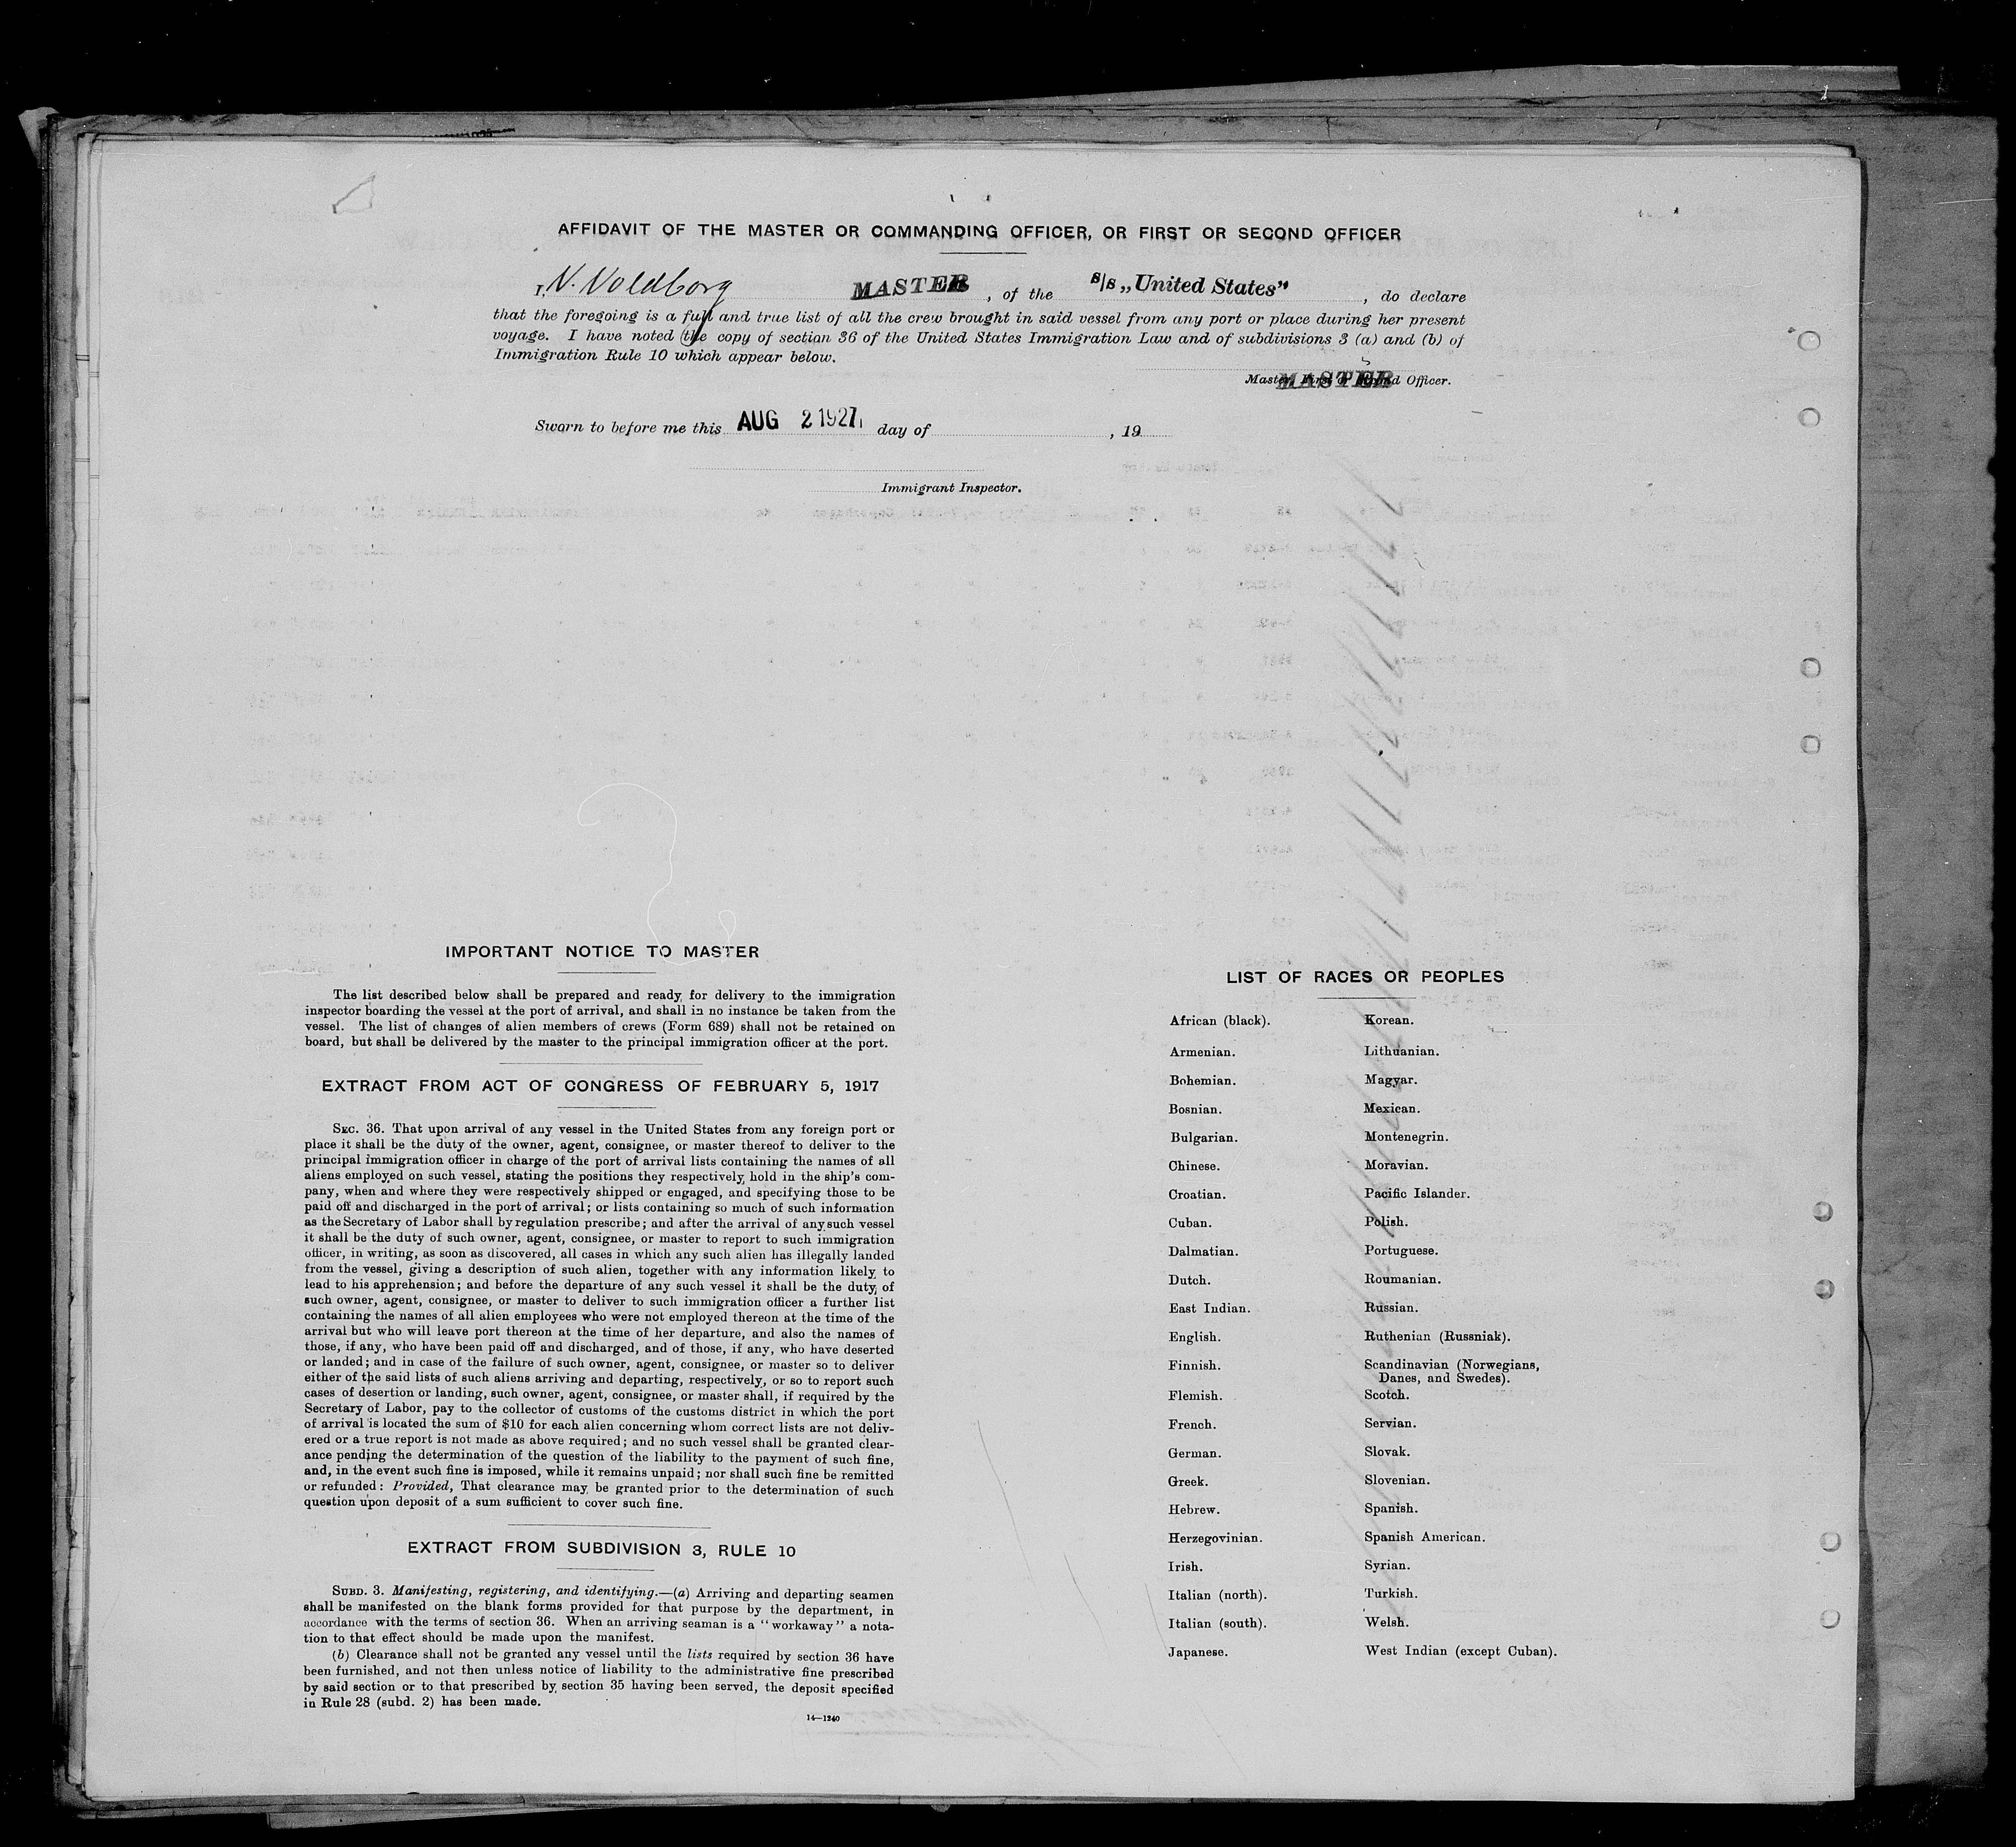 AFFIDAVIT OF THE MASTER OR COMMANDING OFFICER, OR FIRST OR SECOND OFFICER
I, V. Voldborg MASTER, of the S/S „United States", do declare
that the foregoing is a full and true list of all the crew brought in said vessel from any port or place during her present
voyage. I have noted the copy of section 36 of the United States Immigration Law and of subdivisions 3 (a) and (b) of
Immigration Rule 10 which appear below.
MASTER
Master, First or Second Officer.
Sworn to before me this AUG 2 1927 day of , 19
Immigrant Inspector.
IMPORTANT NOTICE TO MASTER
The list described below shall be prepared and ready for delivery to the immigration
inspector boarding the vessel at the port of arrival, and shall in no instance be taken from the
vessel. The list of changes of alien members of crews (Form 689) shall not be retained on
board, but shall be delivered by the master to the principal immigration officer at the port.
EXTRACT FROM ACT OF CONGRESS OF FEBRUARY 5, 1917
SEC. 36. That upon arrival of any vessel in the United States from any foreign port or
place it shall be the duty of the owner, agent, consignee, or master thereof to deliver to the
principal immigration officer in charge of the port of arrival lists containing the names of all
aliens employed on such vessel, stating the positions they respectively hold in the ship's com-
pany, when and where they were respectively shipped or engaged, and specifying those to be
paid off and discharged in the port of arrival; or lists containing so much of such information
as the Secretary of Labor shall by regulation prescribe; and after the arrival of any such vessel
it shall be the duty of such owner, agent, consignee, or master to report to such immigration
officer, in writing, as soon as discovered, all cases in which any such alien has illegally landed
from the vessel, giving a description of such alien, together with any information likely to
lead to his apprehension; and before the departure of any such vessel it shall be the duty of
such owner, agent, consignee, or master to deliver to such immigration officer a further list
containing the names of all alien employees who were not employed thereon at the time of the
arrival but who will leave port thereon at the time of her departure, and also the names of
those, if any, who have been paid off and discharged, and of those, if any, who have deserted
or landed; and in case of the failure of such owner, agent, consignee, or master so to deliver
either of the said lists of such aliens arriving and departing, respectively, or so to report such
cases of desertion or landing, such owner, agent, consignee, or master shall, if required by the
Secretary of Labor, pay to the collector of customs of the customs district in which the port
of arrival is located the sum of $10 for each alien concerning whom correct lists are not deliv-
ered or a true report is not made as above required; and no such vessel shall be granted clear-
ance pending the determination of the question of the liability to the payment of such fine,
and, in the event such fine is imposed, while it remains unpaid; nor shall such fine be remitted
or refunded: Provided, That clearance may be granted prior to the determination of such
question upon deposit of a sum sufficient to cover such fine.
EXTRACT FROM SUBDIVISION 3, RULE 10
SUBD. 3. Manifesting, registering, and identifying.—(a) Arriving and departing seamen
shall be manifested on the blank forms provided for that purpose by the department, in
accordance with the terms of section 36. When an arriving seaman is a "workaway" a nota-
tion to that effect should be made upon the manifest.
(b) Clearance shall not be granted any vessel until the lists required by section 36 have
been furnished, and not then unless notice of liability to the administrative fine prescribed
by said section or to that prescribed by section 35 having been served, the deposit specified
in Rule 28 (subd. 2) has been made.
14—1240
LIST OF RACES OR PEOPLES
African (black). Korean.
Armenian. Lithuanian.
Bohemian. Magyar.
Bosnian. Mexican.
Bulgarian. Montenegrin.
Chinese. Moravian.
Croatian. Pacific Islander.
Cuban. Polish.
Dalmatian. Portuguese.
Dutch. Roumanian.
East Indian. Russian.
English. Ruthenian (Russniak).
Finnish. Scandinavian (Norwegians,
Danes, and Swedes).
Flemish. Scotch.
French. Servian.
German. Slovak.
Greek. Slovenian.
Hebrew. Spanish.
Herzegovinian. Spanish American.
Irish. Syrian.
Italian (north). Turkish.
Italian (south). Welsh.
Japanese. West Indian (except Cuban).